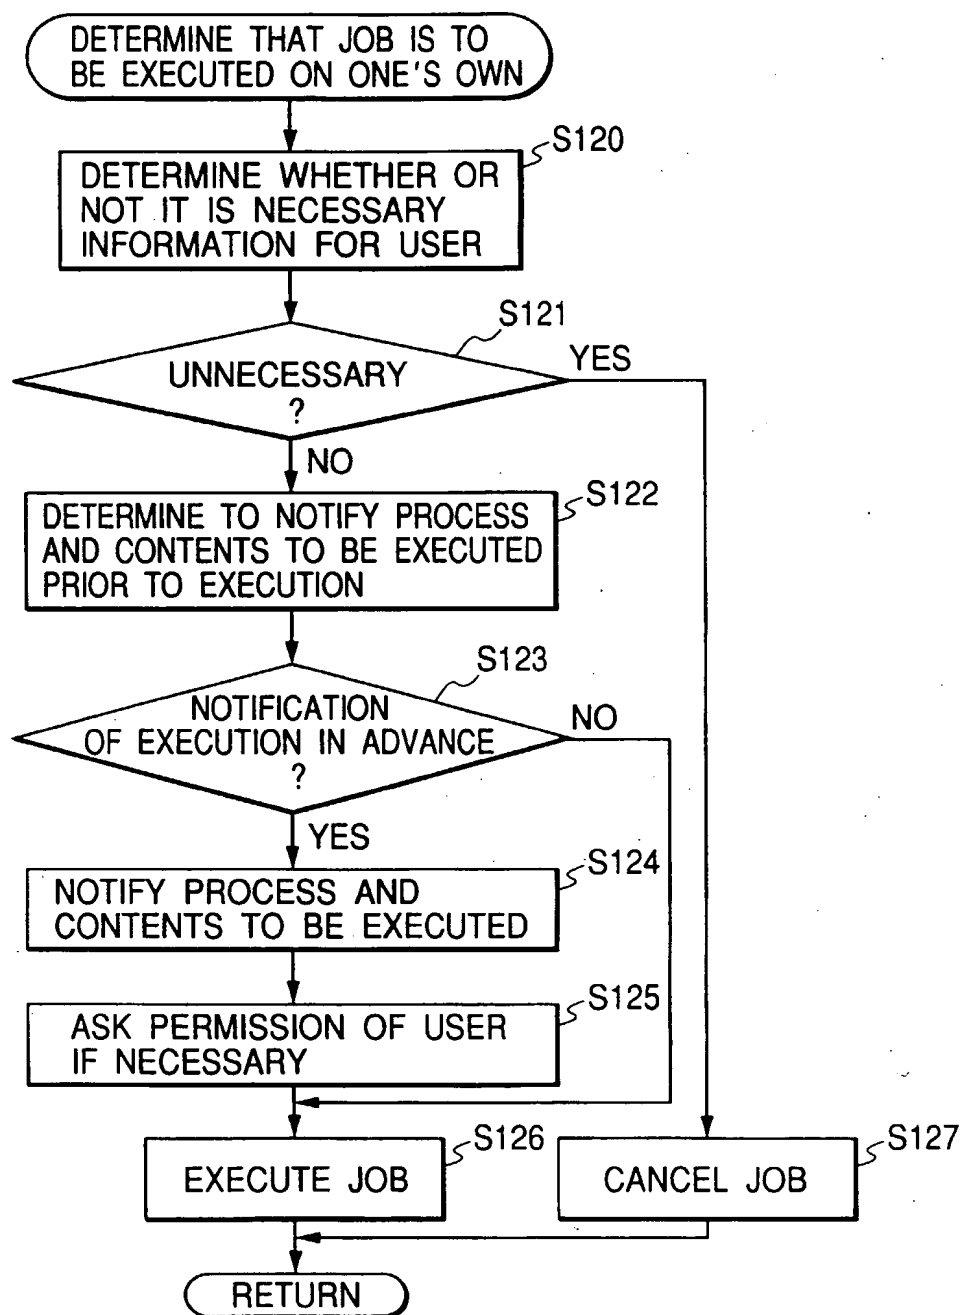 DETERMINE THAT JOB IS TO
BE EXECUTED ON ONE'S OWN
S120
DETERMINE WHETHER OR
NOT IT IS NECESSARY
INFORMATION FOR USER
S121
UNNECESSARY
?
YES
NO
S122
DETERMINE TO NOTIFY PROCESS
AND CONTENTS TO BE EXECUTED
PRIOR TO EXECUTION
S123
NOTIFICATION
OF EXECUTION IN ADVANCE
?
NO
YES
S124
NOTIFY PROCESS AND
CONTENTS TO BE EXECUTED
S125
ASK PERMISSION OF USER
IF NECESSARY
S126
EXECUTE JOB
S127
CANCEL JOB
RETURN